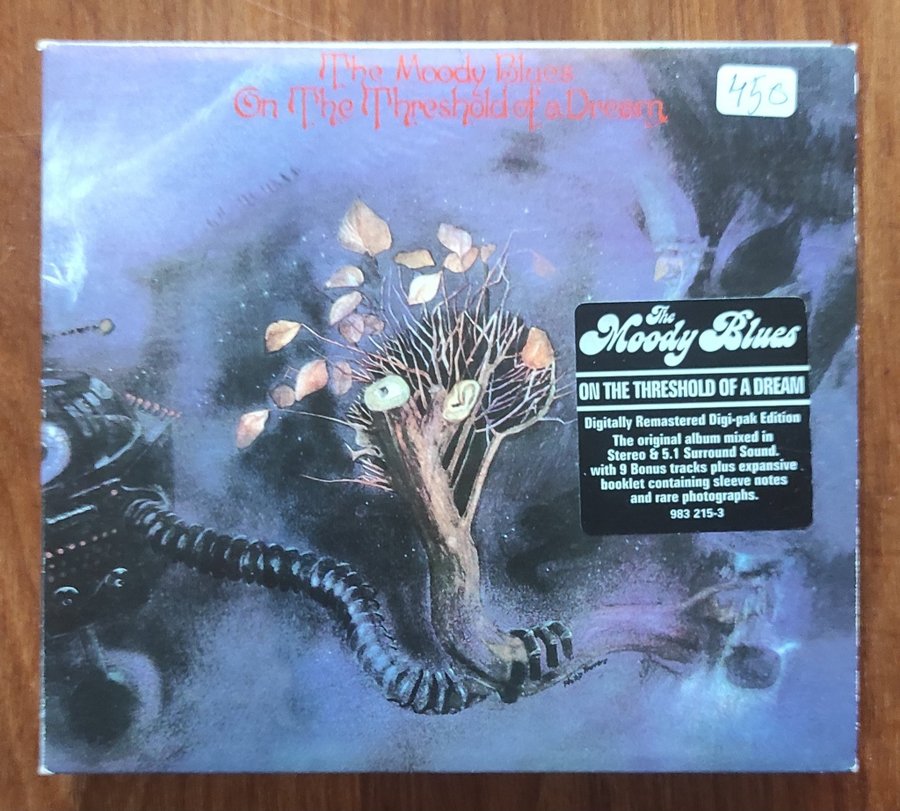 The Moody Blues
On The Threshold of a Dream
450
The
Moody Blues
ON THE THRESHOLD OF A DREAM
Digitally Remastered Digi-pak Edition
The original album mixed in
Stereo & 5.1 Surround Sound.
with 9 Bonus tracks plus expansive
booklet containing sleeve notes
and rare photographs.
983 215-3